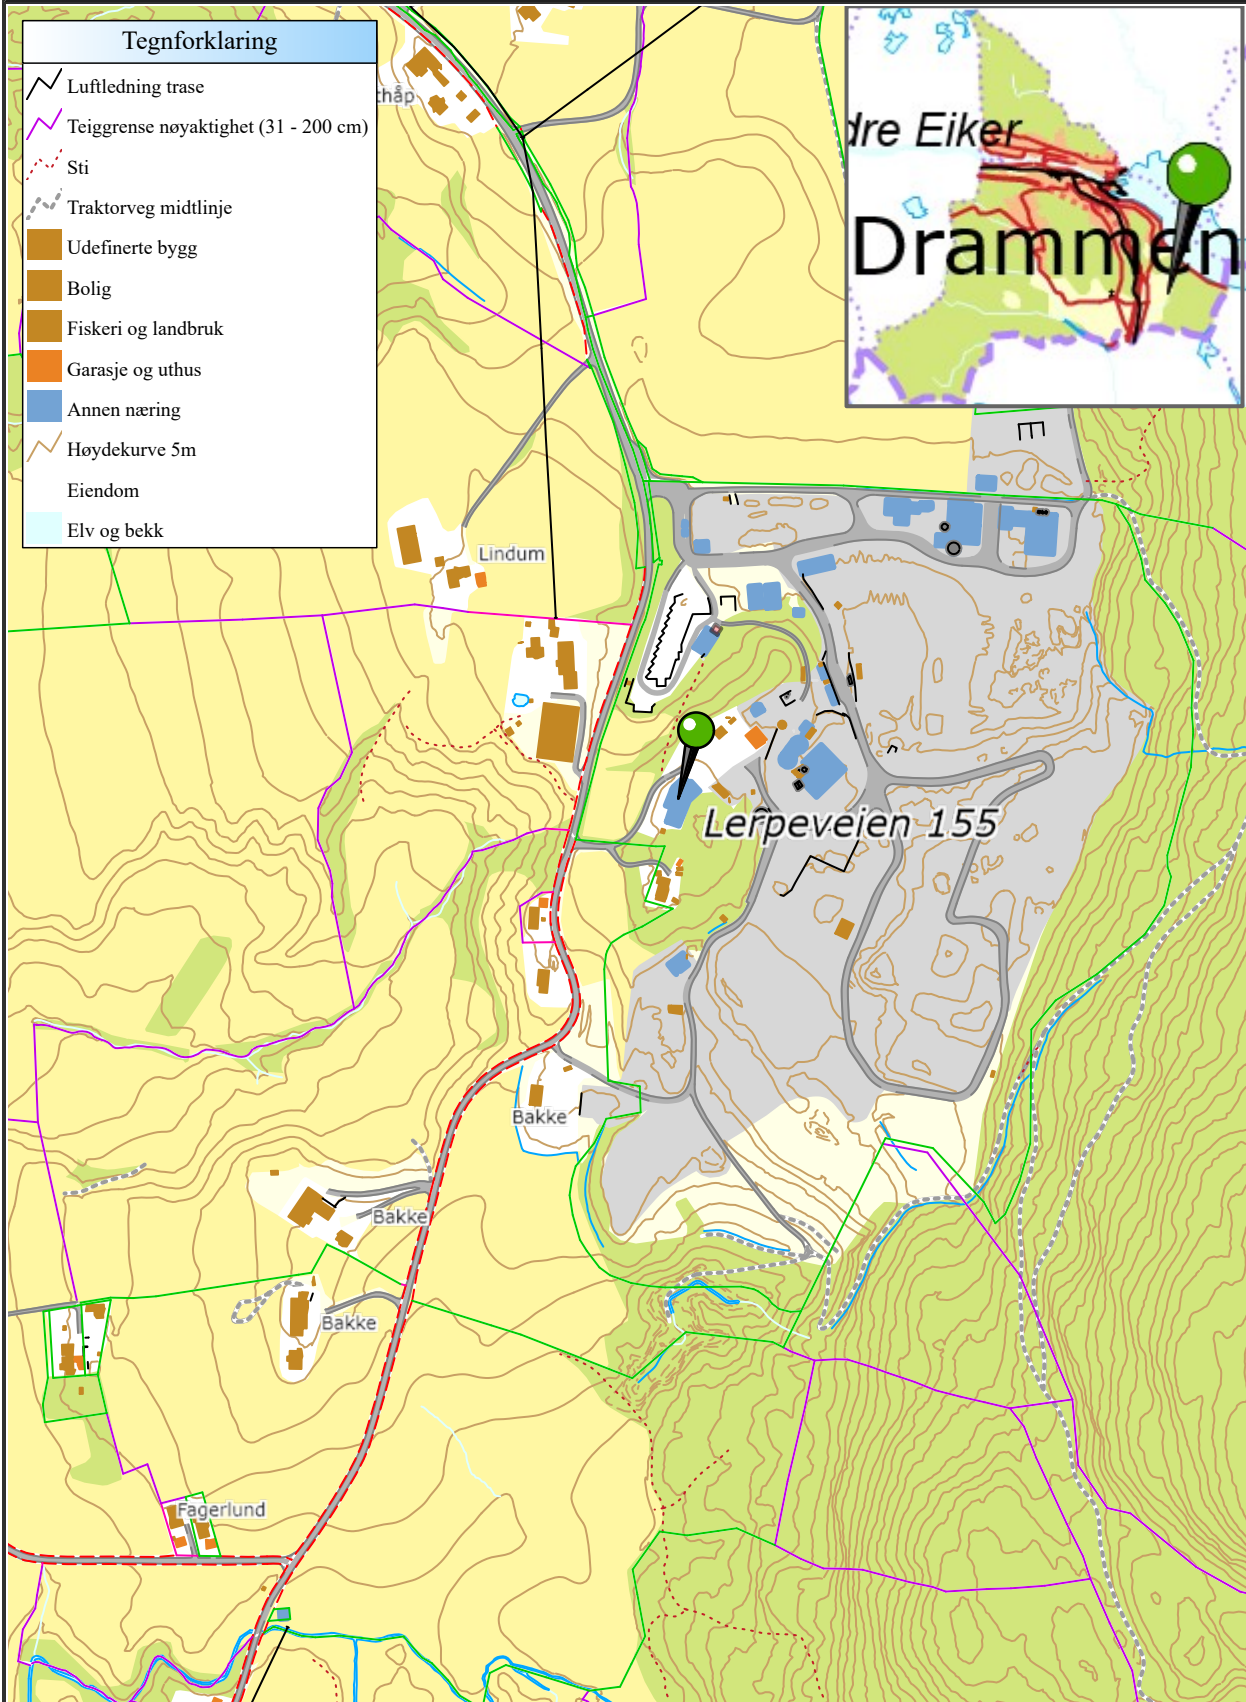 Tegnforklaring
Luftledning trase
Teiggrense nøyaktighet (31 - 200 cm)
Sti
Traktorveg midtlinje
Udefinerte bygg
Bolig
Fiskeri og landbruk
Garasje og uthus
Annen næring
Høydekurve 5m
Eiendom
Elv og bekk
thåp
dre Eiker
Drammen
Lindum
Lerpeveien 155
Bakke
Bakke
Bakke
Fagerlund